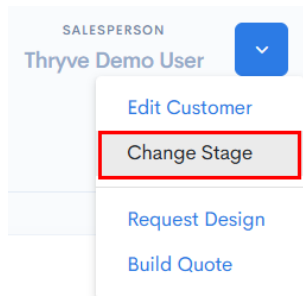 SALESPERSON
Thryve Demo User
Edit Customer
Change Stage
Request Design
Build Quote